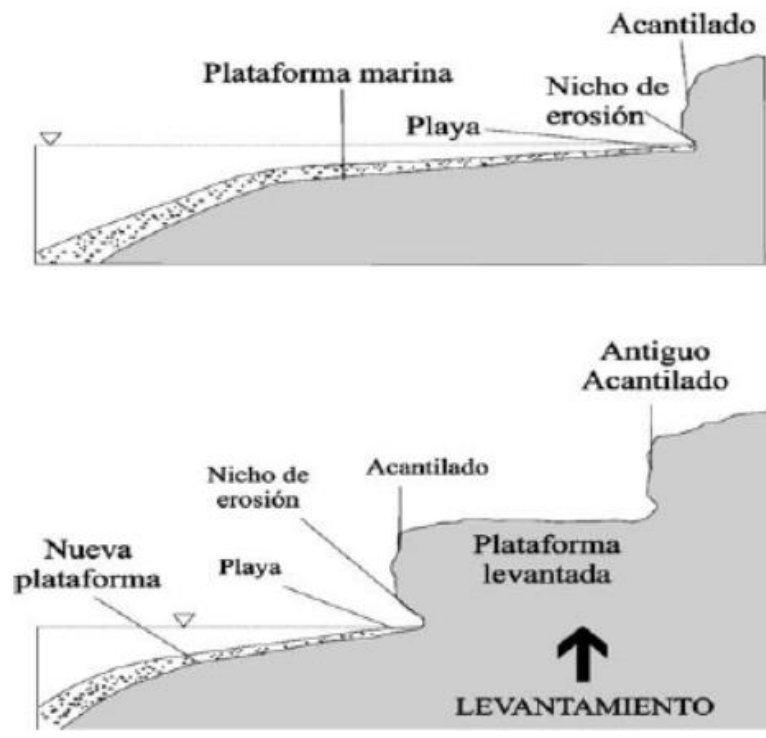 Acantilado
Plataforma marina
Nicho de
erosión
Playa
Antiguo
Acantilado
Nicho de
erosión
Acantilado
Nueva
plataforma
Playa
Plataforma
levantada
LEVANTAMIENTO